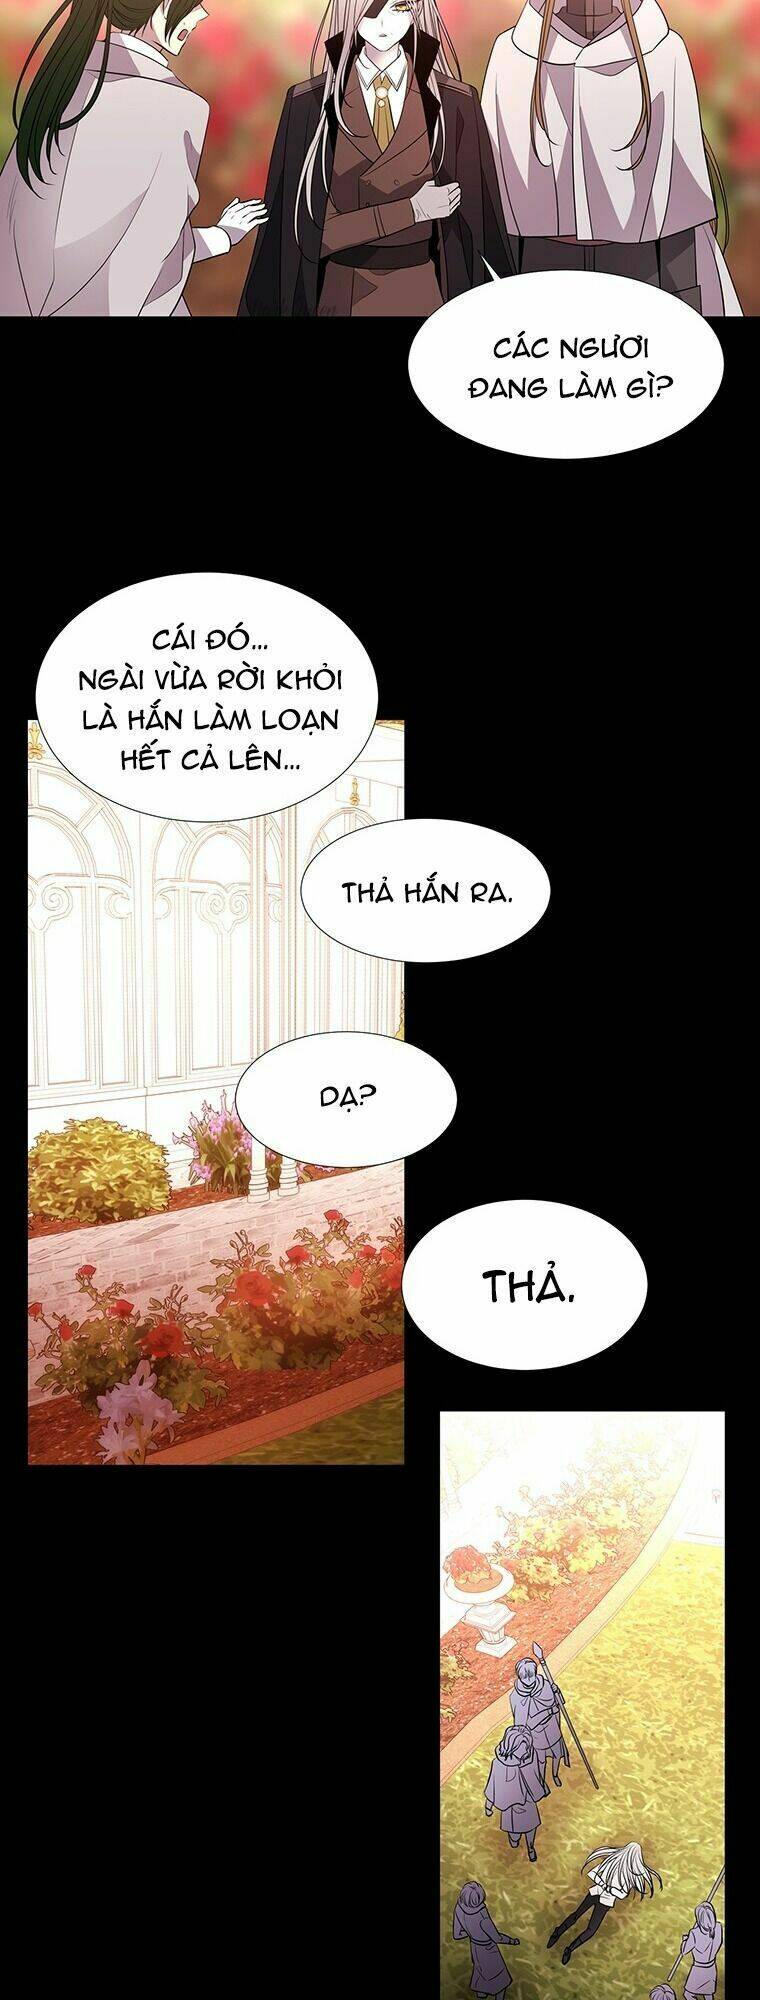 CÁC NGƯƠI
ĐANG LÀM GÌ?
CÁI ĐÓ...
NGÀI VỪA RỜI KHỎI
LÀ HẮN LÀM LOẠN
HẾT CẢ LÊN...
THẢ HẮN RA.
DẠ?
THẢ.